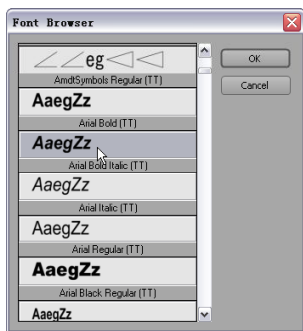 Font Browser
eg
AmdtSymbols Regular (TT)
AaegZz
Arial Bold (TT)
AaegZz
Arial Bold Italic (TT)
AaegZz
Arial Italic (TT)
AaegZz
Arial Regular (TT)
AaegZz
Arial Black Regular (TT)
AaegZz
OK
Cancel